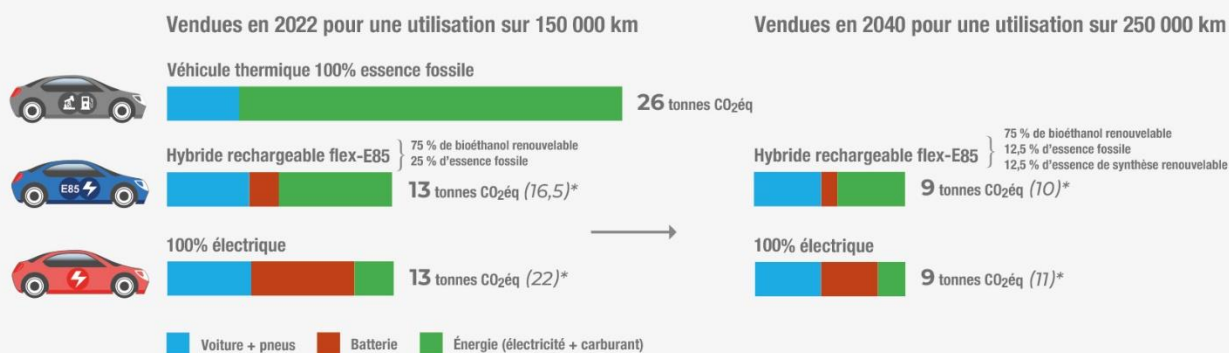 Vendues en 2022 pour une utilisation sur 150 000 km
Véhicule thermique 100% essence fossile
26 tonnes CO₂éq
Hybride rechargeable flex-E85
75 % de bioéthanol renouvelable
25 % d'essence fossile
E85
13 tonnes CO₂éq (16,5)*
100% électrique
13 tonnes CO₂éq (22)*
Vendues en 2040 pour une utilisation sur 250 000 km
Hybride rechargeable flex-E85
75 % de bioéthanol renouvelable
12,5 % d'essence fossile
12,5 % d'essence de synthèse renouvelable
9 tonnes CO₂éq (10)*
100% électrique
9 tonnes CO₂éq (11)*
Voiture + pneus
Batterie
Énergie (électricité + carburant)